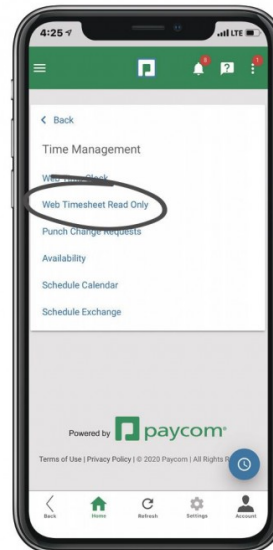 4:25
LTE
?
Back
Time Management
Web Time Clock
Web Timesheet Read Only
Punch Change Requests
Availability
Schedule Calendar
Schedule Exchange
Powered by paycom®
Terms of Use | Privacy Policy | © 2020 Paycom | All Rights
Back Home Refresh Settings Account